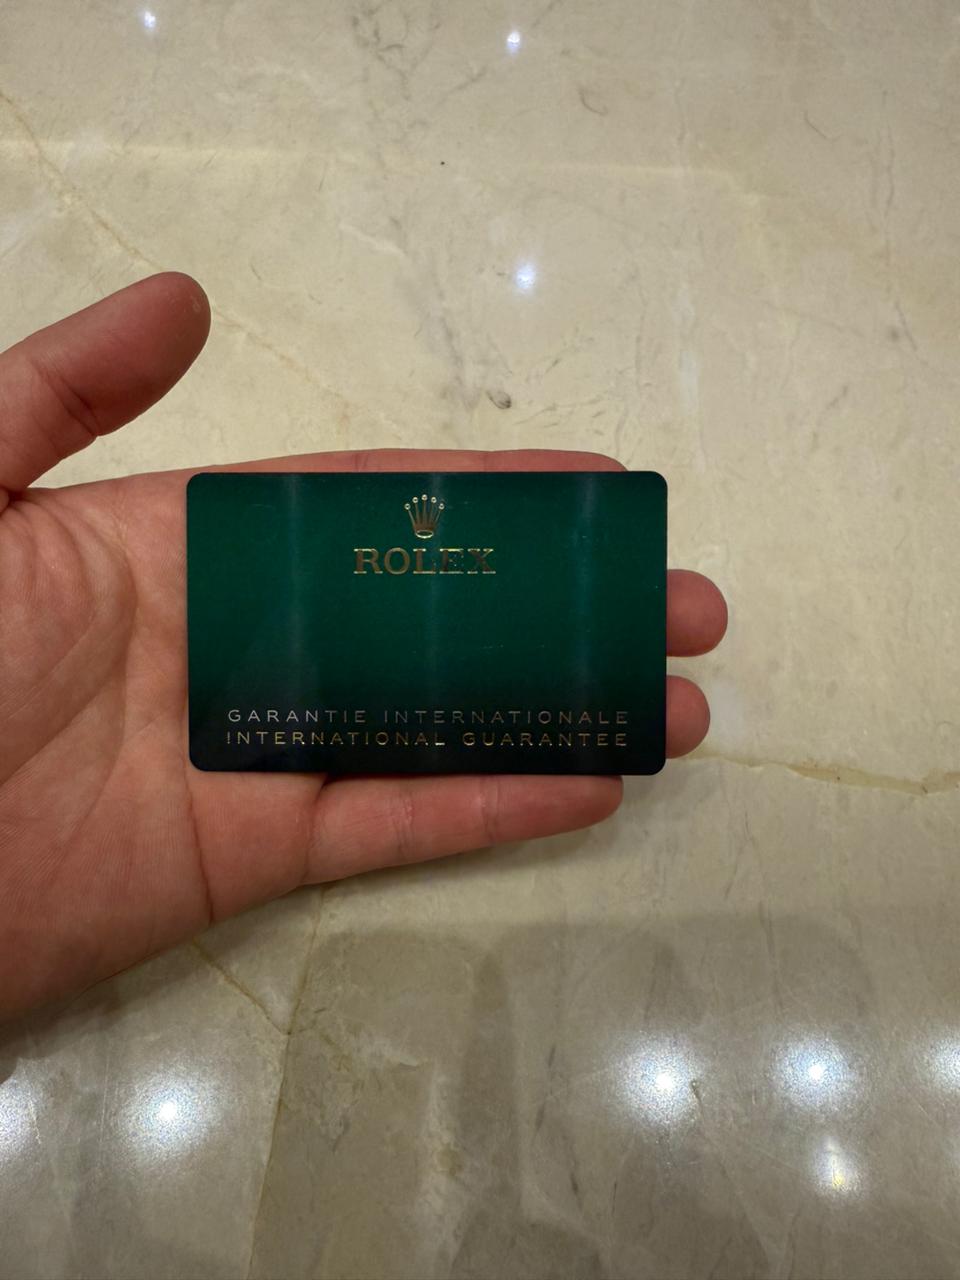 ROLEX
GARANTIE INTERNATIONALE
INTERNATIONAL GUARANTEE